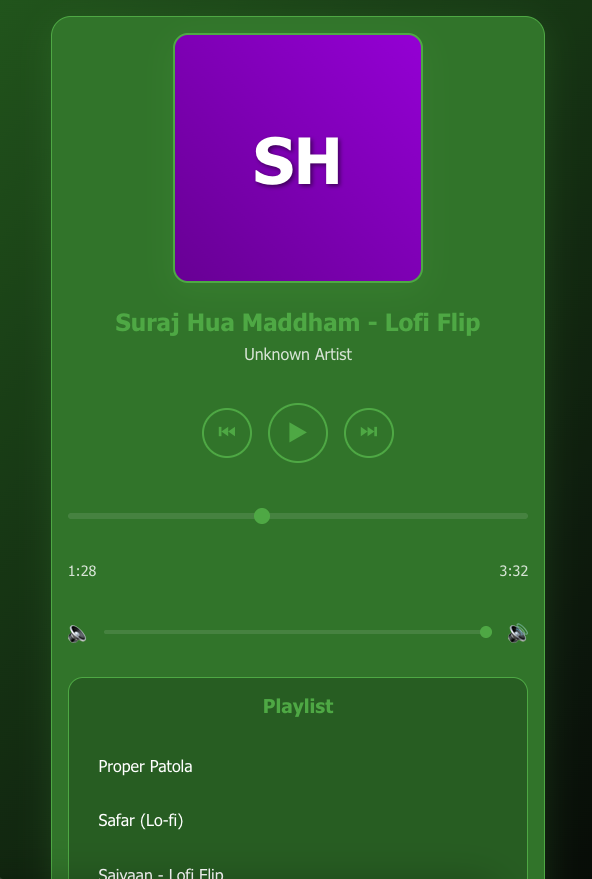 SH
Suraj Hua Maddham - Lofi Flip
Unknown Artist
1:28
3:32
Playlist
Proper Patola
Safar (Lo-fi)
Saiyaan - Lofi Flip